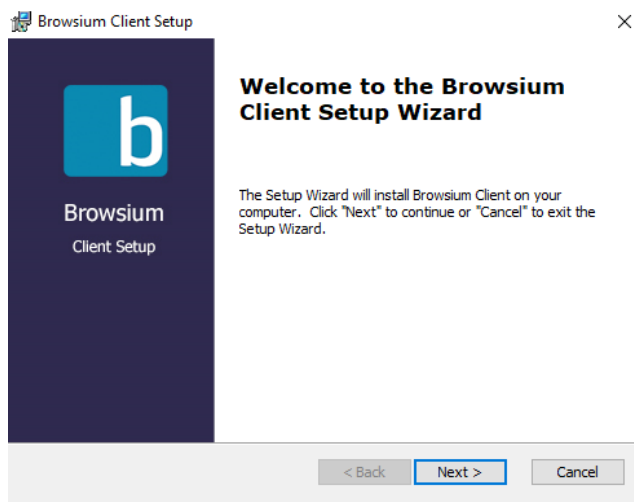 Browsium Client Setup
b
Browsium
Client Setup
Welcome to the Browsium
Client Setup Wizard
The Setup Wizard will install Browsium Client on your
computer.  Click "Next" to continue or "Cancel" to exit the
Setup Wizard.
< Back
Next >
Cancel